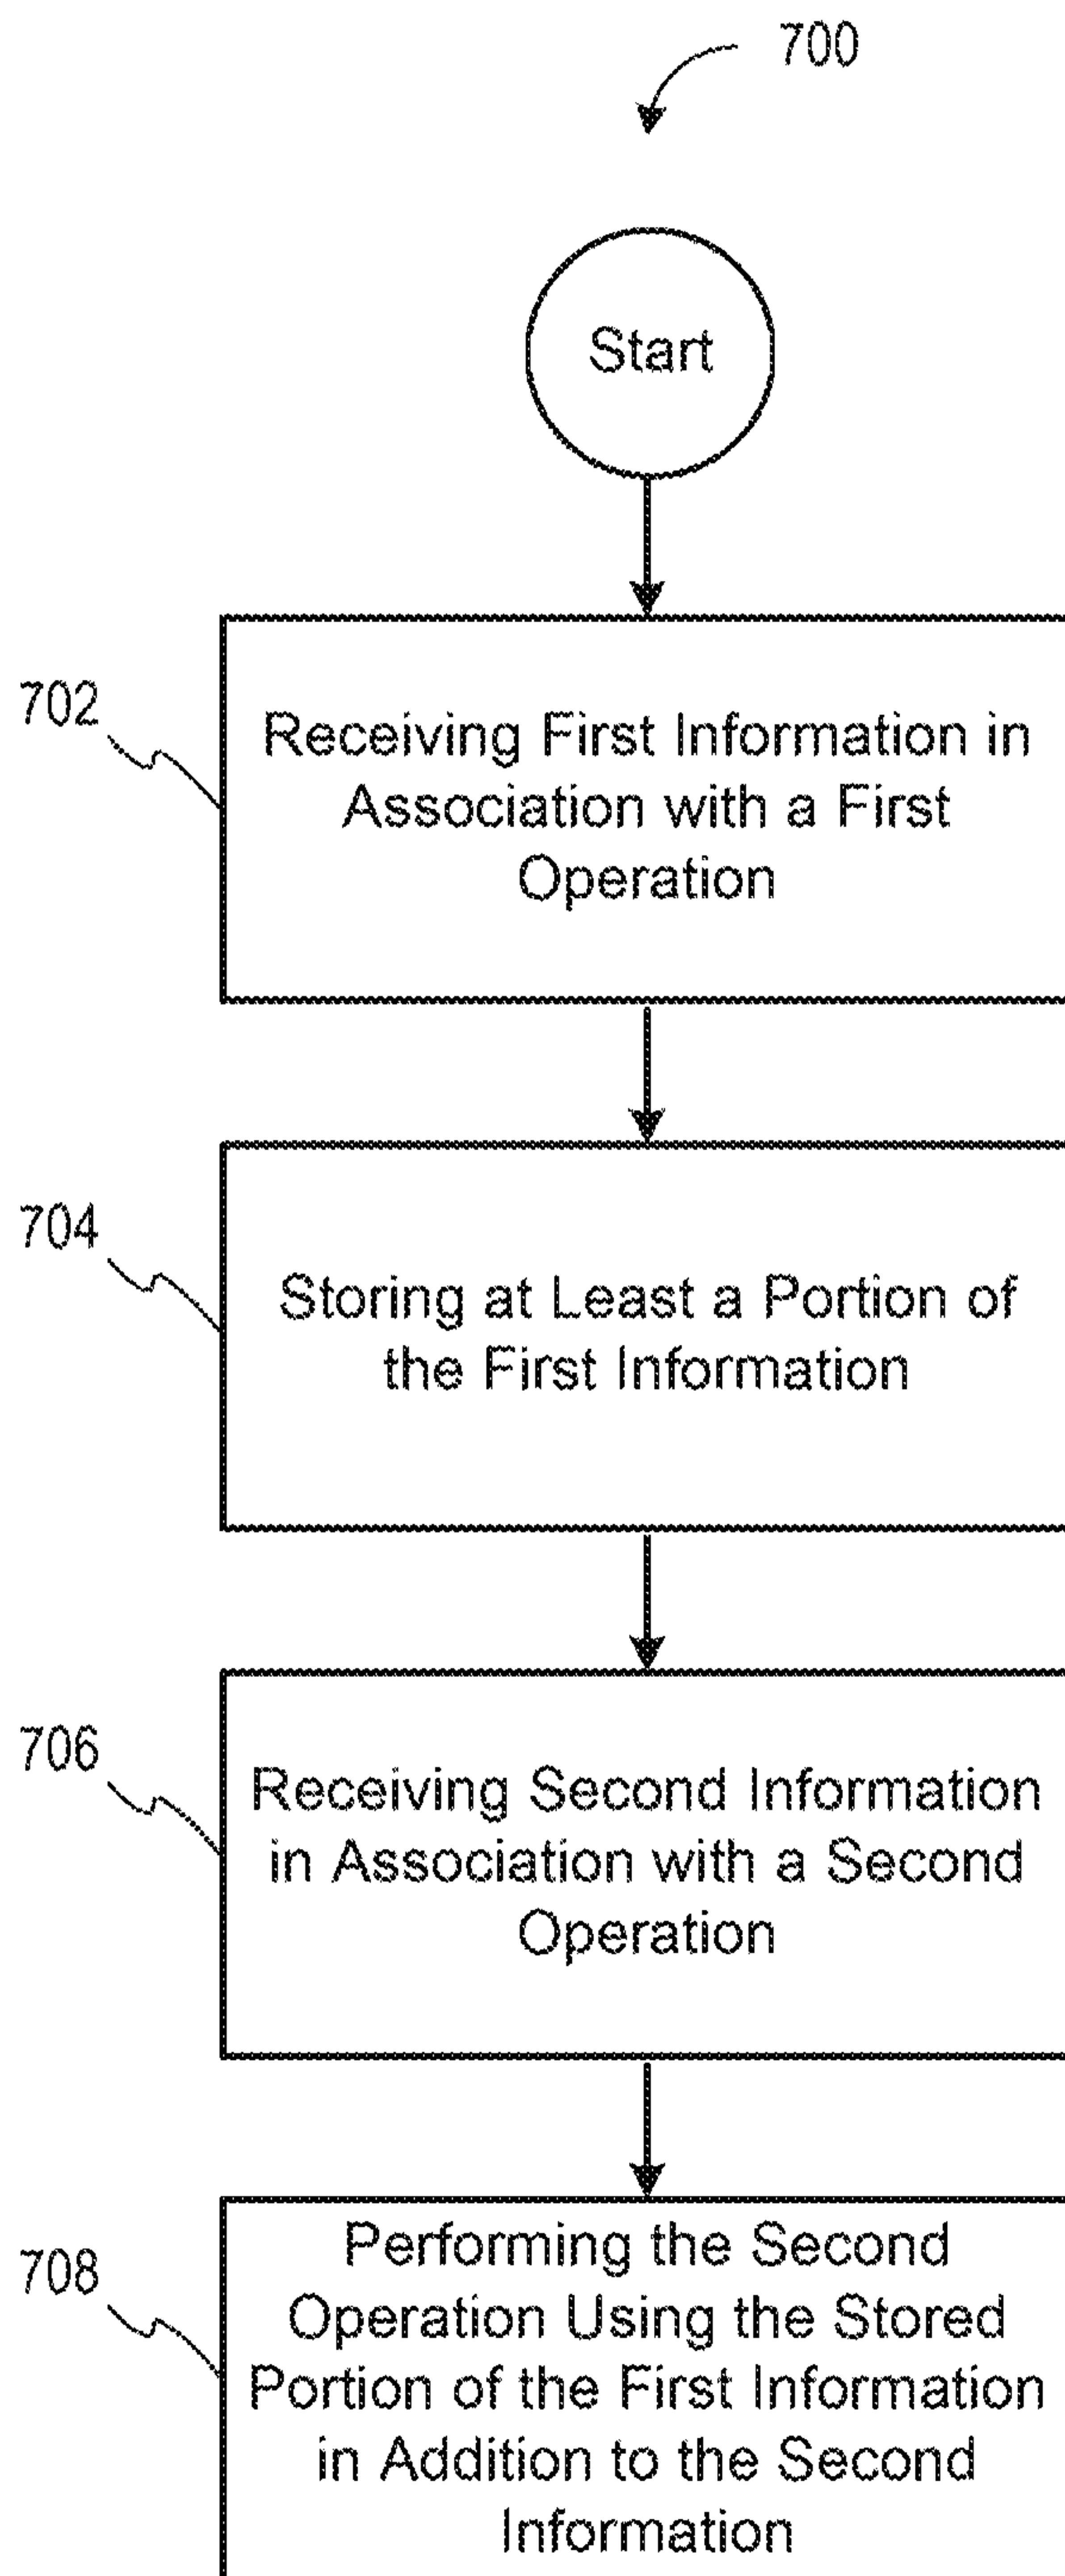 700
Start
702
Receiving First Information in
Association with a First
Operation
704
Storing at Least a Portion of
the First Information
706
Receiving Second Information
in Association with a Second
Operation
708
Performing the Second
Operation Using the Stored
Portion of the First Information
in Addition to the Second
Information